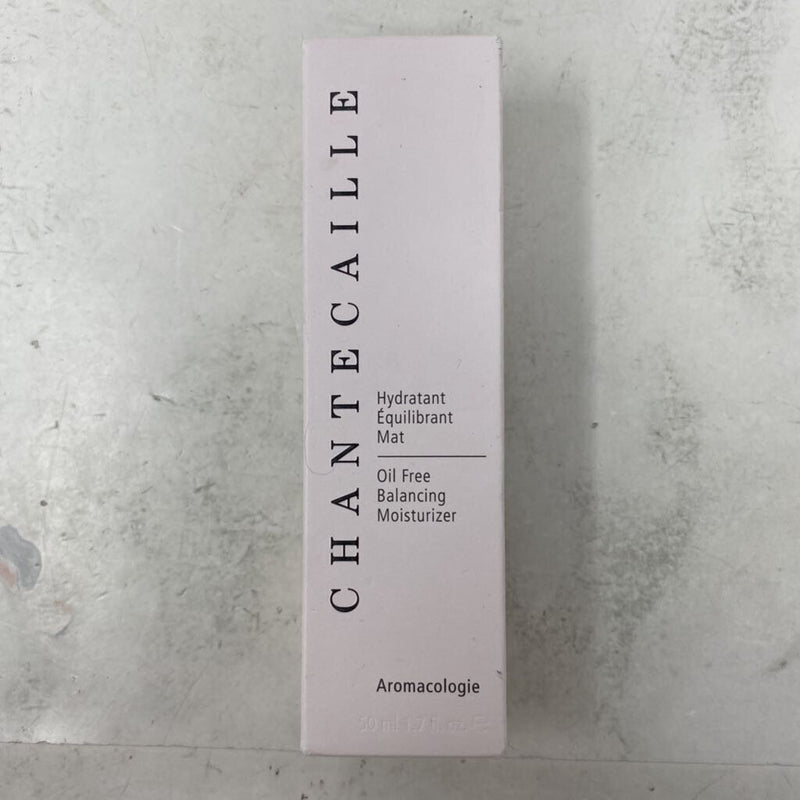 CHANTECAILLE
Hydratant
Équilibrant
Mat
Oil Free
Balancing
Moisturizer
Aromacologie
50 ml 1.7 fl. oz. ℮